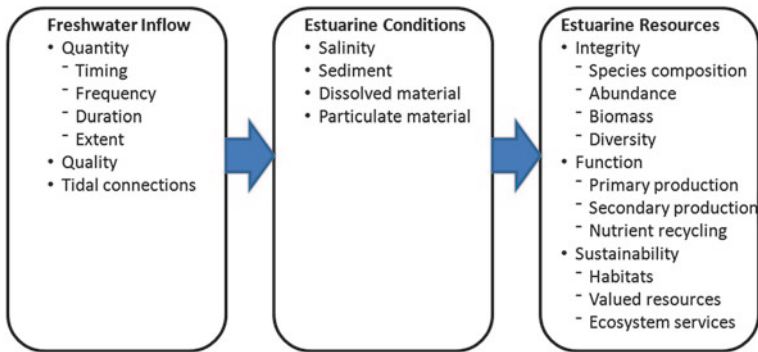 Freshwater Inflow
• Quantity
- Timing
- Frequency
- Duration
- Extent
• Quality
• Tidal connections
Estuarine Conditions
• Salinity
• Sediment
• Dissolved material
• Particulate material
Estuarine Resources
• Integrity
- Species composition
- Abundance
- Biomass
- Diversity
• Function
- Primary production
- Secondary production
- Nutrient recycling
• Sustainability
- Habitats
- Valued resources
- Ecosystem services